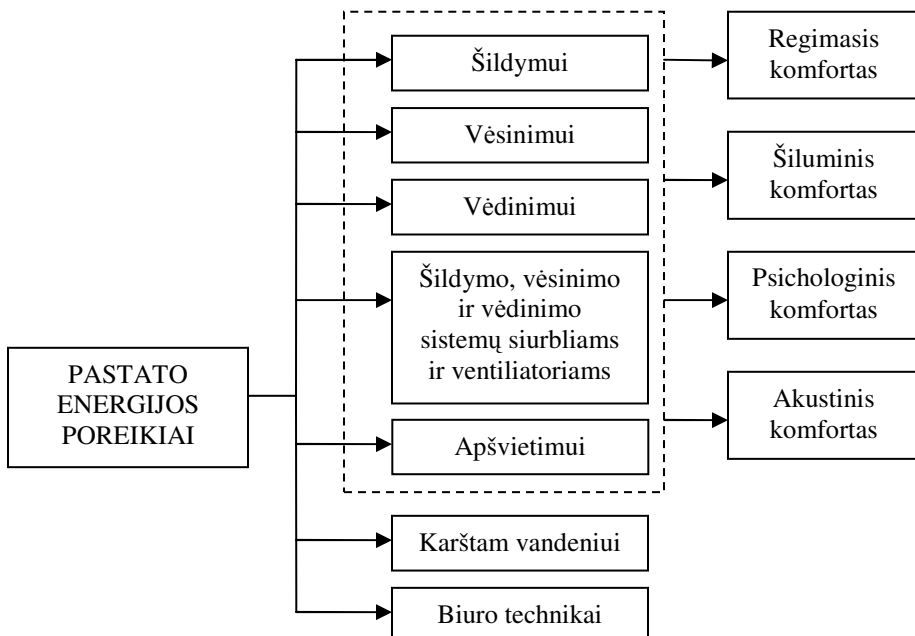 PASTATO
ENERGIJOS
POREIKIAI
Šildymui
Vėsinimui
Vėdinimui
Šildymo, vėsinimo
ir vėdinimo
sistemų siurbliams
ir ventiliatoriams
Apšvietimui
Karštam vandeniui
Biuro technikai
Regimasis
komfortas
Šiluminis
komfortas
Psichologinis
komfortas
Akustinis
komfortas